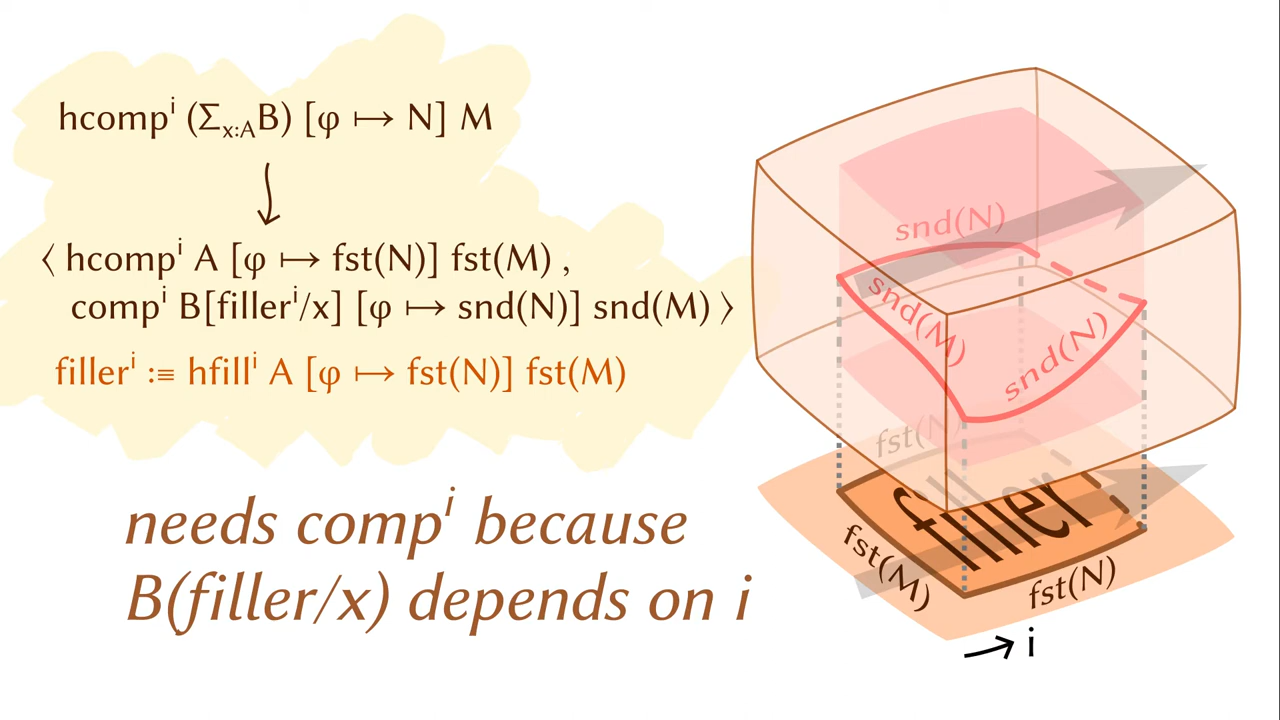 hcompⁱ (Σx:AB) [φ ↦ N] M
⟨ hcompⁱ A [φ ↦ fst(N)] fst(M) ,
compⁱ B[fillerⁱ/x] [φ ↦ snd(N)] snd(M) ⟩
fillerⁱ :≡ hfillⁱ A [φ ↦ fst(N)] fst(M)
needs compⁱ because
B(filler/x) depends on i
snd(N)
snd(M)
snd(N)
fst(N)
filler
fst(M)
fst(N)
i